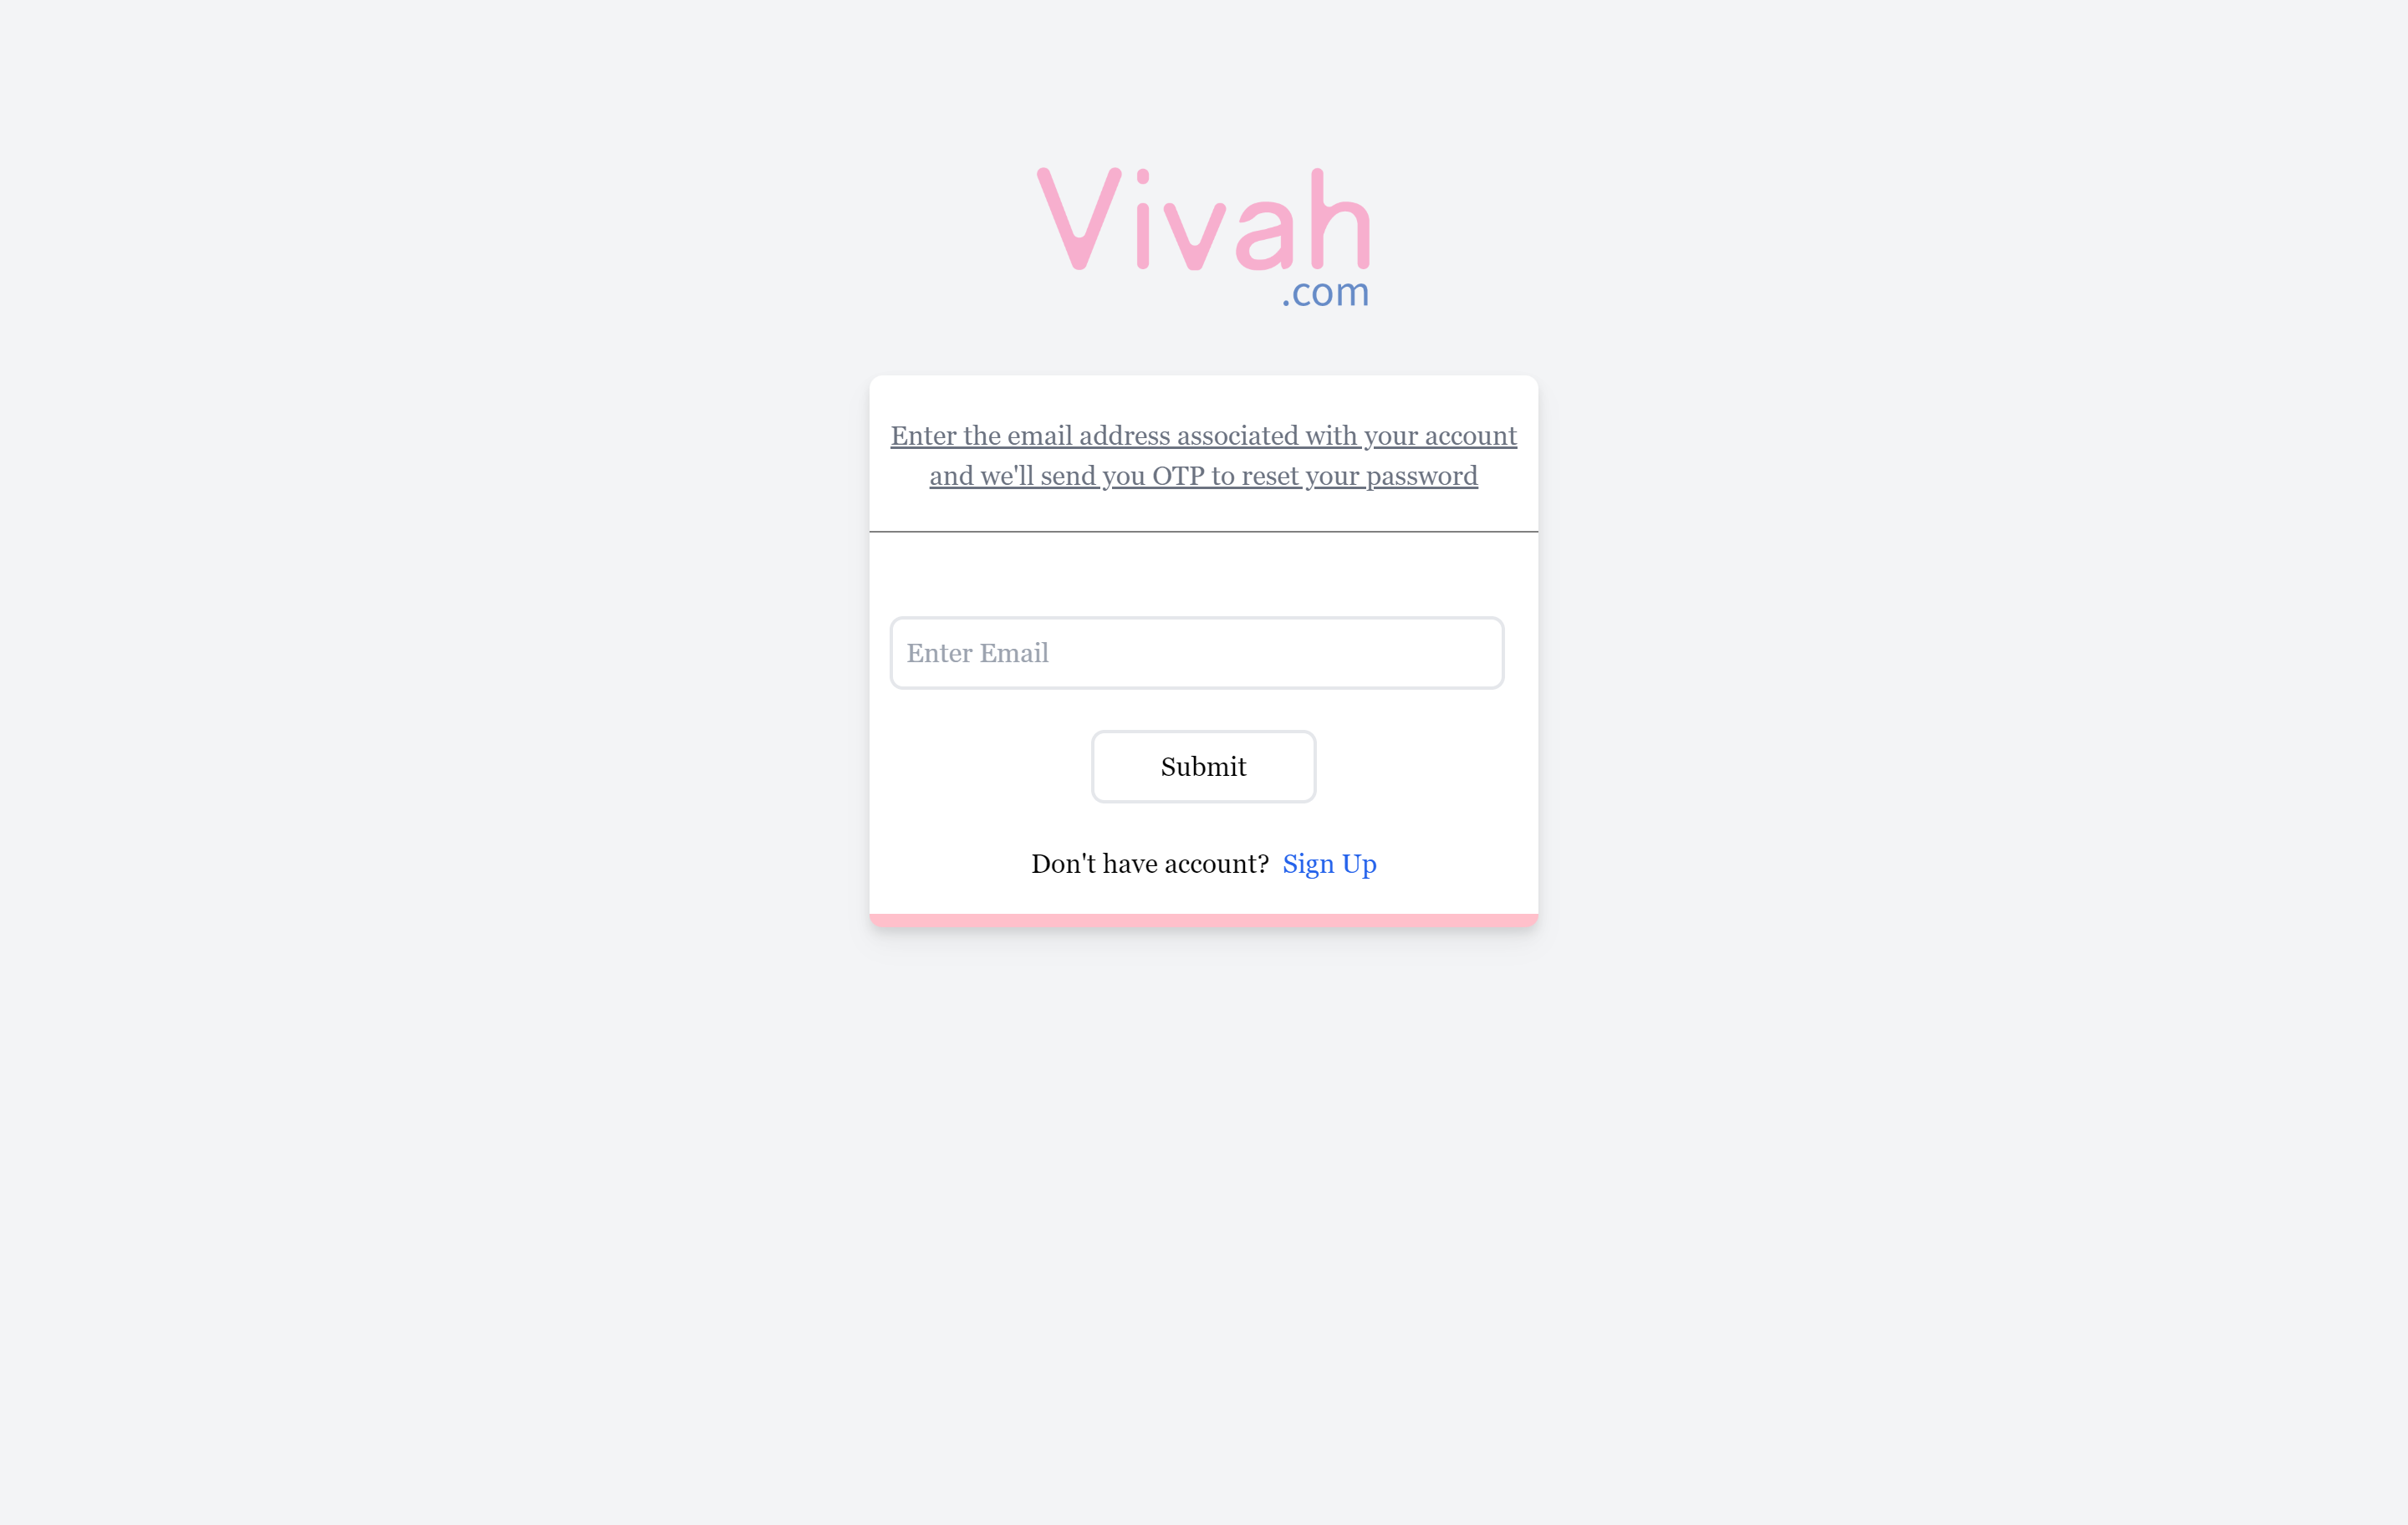 Vivah
.com
Enter the email address associated with your account
and we'll send you OTP to reset your password
Enter Email
Submit
Don't have account? Sign Up